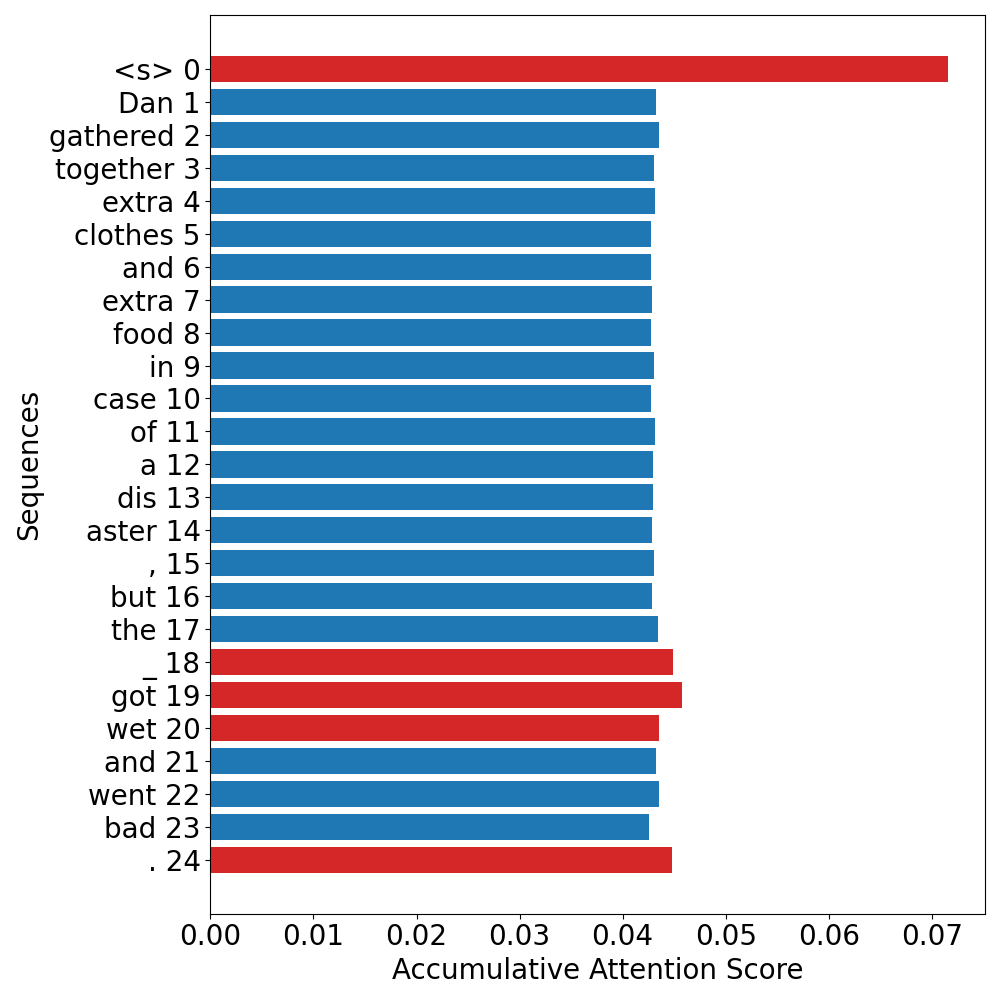 <s> 0
Dan 1
gathered 2
together 3
extra 4
clothes 5
and 6
extra 7
food 8
in 9
case 10
of 11
a 12
dis 13
aster 14
, 15
but 16
the 17
_ 18
got 19
wet 20
and 21
went 22
bad 23
. 24
Sequences
0.00 0.01 0.02 0.03 0.04 0.05 0.06 0.07
Accumulative Attention Score